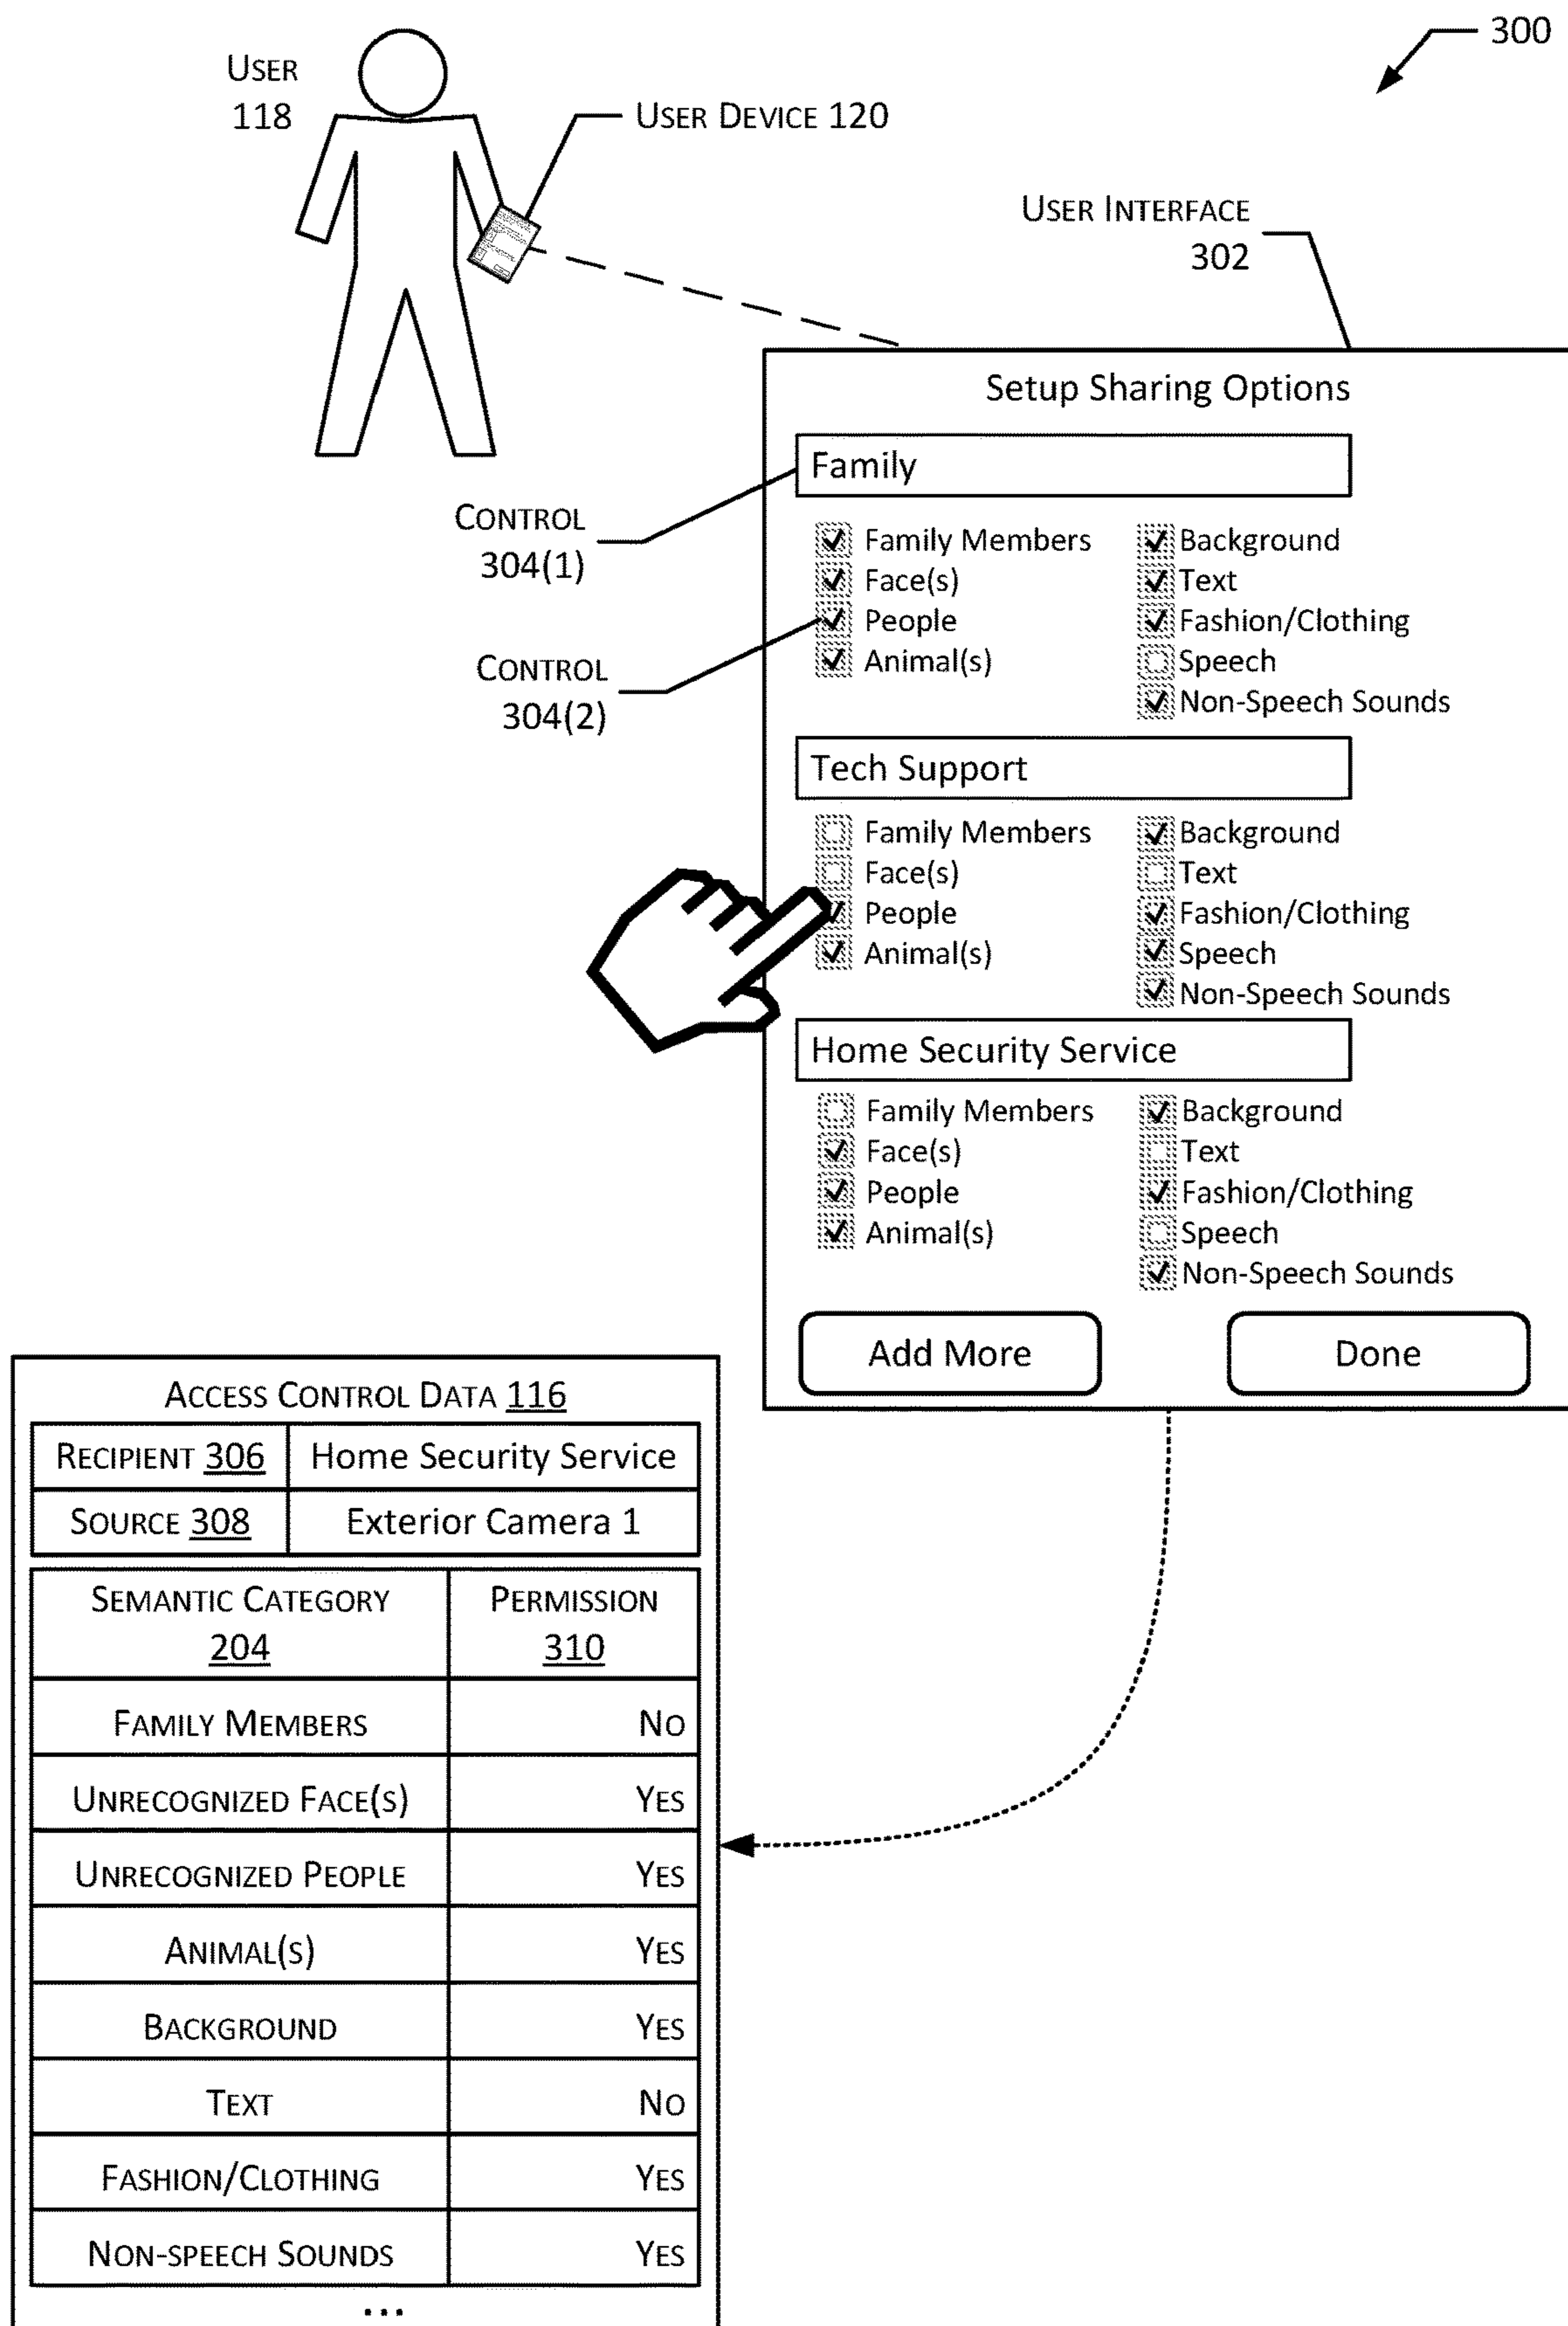 300
USER
118
USER DEVICE 120
USER INTERFACE
302
Setup Sharing Options
Family
CONTROL
304(1)
Family Members
Face(s)
People
Animal(s)
Background
Text
Fashion/Clothing
Speech
Non-Speech Sounds
CONTROL
304(2)
Tech Support
Family Members
Face(s)
People
Animal(s)
Background
Text
Fashion/Clothing
Speech
Non-Speech Sounds
Home Security Service
Family Members
Face(s)
People
Animal(s)
Background
Text
Fashion/Clothing
Speech
Non-Speech Sounds
Add More
Done
ACCESS CONTROL DATA 116
RECIPIENT 306 Home Security Service
SOURCE 308 Exterior Camera 1
SEMANTIC CATEGORY
204
PERMISSION
310
FAMILY MEMBERS NO
UNRECOGNIZED FACE(S) YES
UNRECOGNIZED PEOPLE YES
ANIMAL(S) YES
BACKGROUND YES
TEXT NO
FASHION/CLOTHING YES
NON-SPEECH SOUNDS YES
...